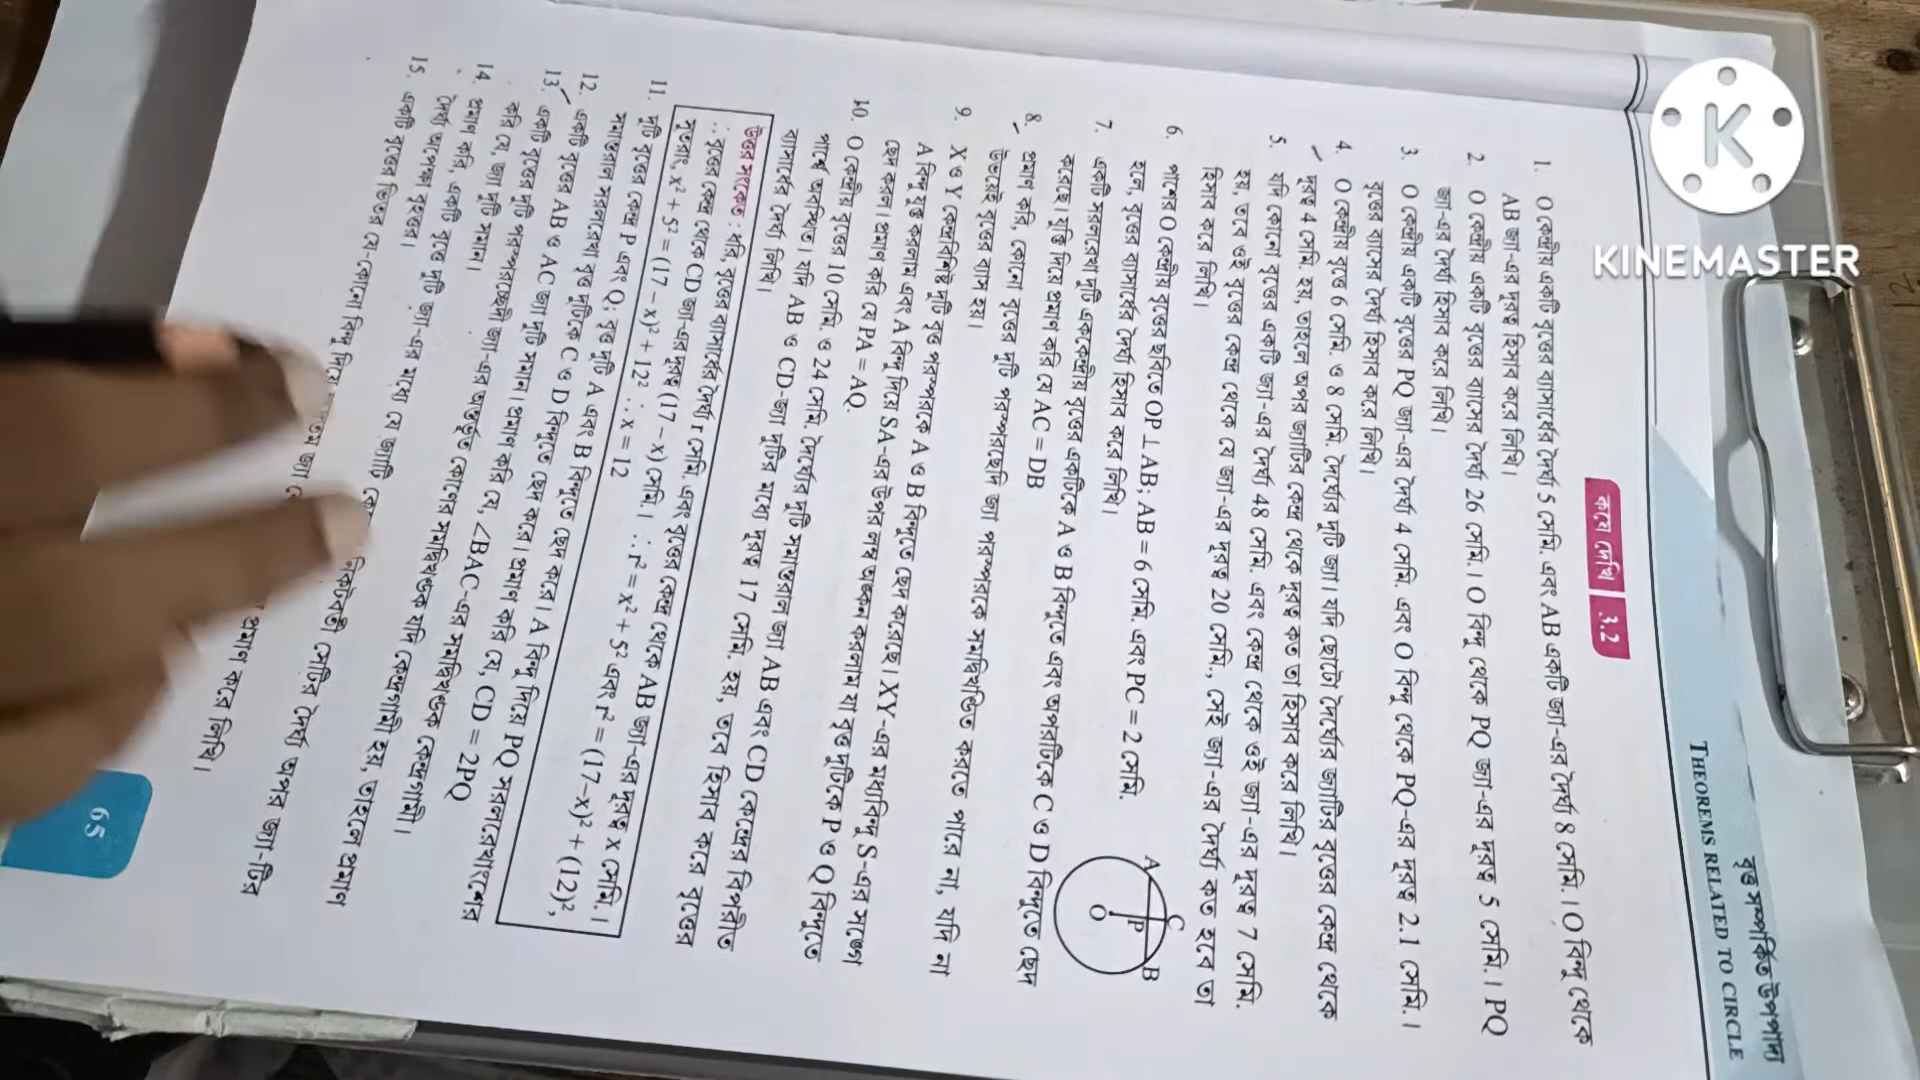 বৃত্ত সম্পর্কিত উপপাদ্য
THEOREMS RELATED TO CIRCLE
কষে দেখি 3.2
1. O কেন্দ্রীয় একটি বৃত্তের ব্যাসার্ধের দৈর্ঘ্য 5 সেমি. এবং AB একটি জ্যা-এর দৈর্ঘ্য 8 সেমি.। O বিন্দু থেকে
AB জ্যা-এর দূরত্ব হিসাব করে লিখি।
2. O কেন্দ্রীয় একটি বৃত্তের ব্যাসের দৈর্ঘ্য 26 সেমি.। O বিন্দু থেকে PQ জ্যা-এর দূরত্ব 5 সেমি.। PQ
জ্যা-এর দৈর্ঘ্য হিসাব করে লিখি।
3. O কেন্দ্রীয় একটি বৃত্তের PQ জ্যা-এর দৈর্ঘ্য 4 সেমি. এবং O বিন্দু থেকে PQ-এর দূরত্ব 2.1 সেমি.।
বৃত্তের ব্যাসের দৈর্ঘ্য হিসাব করে লিখি।
4. O কেন্দ্রীয় বৃত্তে 6 সেমি. ও 8 সেমি. দৈর্ঘ্যের দুটি জ্যা। যদি ছোটো দৈর্ঘ্যের জ্যাটির বৃত্তের কেন্দ্র থেকে
দূরত্ব 4 সেমি. হয়, তাহলে অপর জ্যাটির কেন্দ্র থেকে দূরত্ব কত তা হিসাব করে লিখি।
5. যদি কোনো বৃত্তের একটি জ্যা-এর দৈর্ঘ্য 48 সেমি. এবং কেন্দ্র থেকে ওই জ্যা-এর দূরত্ব 7 সেমি.
হয়, তবে ওই বৃত্তের কেন্দ্র থেকে যে জ্যা-এর দূরত্ব 20 সেমি., সেই জ্যা-এর দৈর্ঘ্য কত হবে তা
হিসাব করে লিখি।
6. পাশের O কেন্দ্রীয় বৃত্তের ছবিতে OP⊥AB; AB = 6 সেমি. এবং PC = 2 সেমি.
হলে, বৃত্তের ব্যাসার্ধের দৈর্ঘ্য হিসাব করে লিখি।
A C B
P
O
7. একটি সরলরেখা দুটি এককেন্দ্রীয় বৃত্তের একটিকে A ও B বিন্দুতে এবং অপরটিকে C ও D বিন্দুতে ছেদ
করেছে। যুক্তি দিয়ে প্রমাণ করি যে AC = DB
8. প্রমাণ করি, কোনো বৃত্তের দুটি পরস্পরছেদি জ্যা পরস্পরকে সমদ্বিখণ্ডিত করতে পারে না, যদি না
উভয়েই বৃত্তের ব্যাস হয়।
9. X ও Y কেন্দ্রবিশিষ্ট দুটি বৃত্ত পরস্পরকে A ও B বিন্দুতে ছেদ করেছে। XY-এর মধ্যবিন্দু S-এর সঙ্গে
A বিন্দু যুক্ত করলাম এবং A বিন্দু দিয়ে SA-এর উপর লম্ব অঙ্কন করলাম যা বৃত্ত দুটিকে P ও Q বিন্দুতে
ছেদ করল। প্রমাণ করি যে PA = AQ.
10. O কেন্দ্রীয় বৃত্তের 10 সেমি. ও 24 সেমি. দৈর্ঘ্যের দুটি সমান্তরাল জ্যা AB এবং CD কেন্দ্রের বিপরীত
পার্শ্বে অবস্থিত। যদি AB ও CD-জ্যা দুটির মধ্যে দূরত্ব 17 সেমি. হয়, তবে হিসাব করে বৃত্তের
ব্যাসার্ধের দৈর্ঘ্য লিখি।
উত্তর সংকেত : ধরি, বৃত্তের ব্যাসার্ধের দৈর্ঘ্য r সেমি. এবং বৃত্তের কেন্দ্র থেকে AB জ্যা-এর দূরত্ব x সেমি.।
∴ বৃত্তের কেন্দ্র থেকে CD জ্যা-এর দূরত্ব (17 − x) সেমি.। ∴ r² = x² + 5² এবং r² = (17−x)² + (12)²,
সুতরাং, x² + 5² = (17 − x)² + 12² ∴ x = 12
11. দুটি বৃত্তের কেন্দ্র P এবং Q; বৃত্ত দুটি A এবং B বিন্দুতে ছেদ করে। A বিন্দু দিয়ে PQ সরলরেখাংশের
সমান্তরাল সরলরেখা বৃত্ত দুটিকে C ও D বিন্দুতে ছেদ করে। প্রমাণ করি যে, CD = 2PQ
12. একটি বৃত্তের AB ও AC জ্যা দুটি সমান। প্রমাণ করি যে, ∠BAC-এর সমদ্বিখণ্ডক কেন্দ্রগামী।
13. একটি বৃত্তের দুটি পরস্পরচ্ছেদী জ্যা-এর অন্তর্ভূত কোণের সমদ্বিখণ্ডক যদি কেন্দ্রগামী হয়, তাহলে প্রমাণ
করি যে, জ্যা দুটি সমান।
14. প্রমাণ করি, একটি বৃত্তে দুটি জ্যা-এর মধ্যে যে জ্যাটি নিকটবর্তী সেটির দৈর্ঘ্য অপর জ্যা-টির
দৈর্ঘ্য অপেক্ষা বৃহত্তর।
15. একটি বৃত্তের ভিতর যে-কোনো বিন্দু দিয়ে জ্যা প্রমাণ করে লিখি।
65
K
KINEMASTER